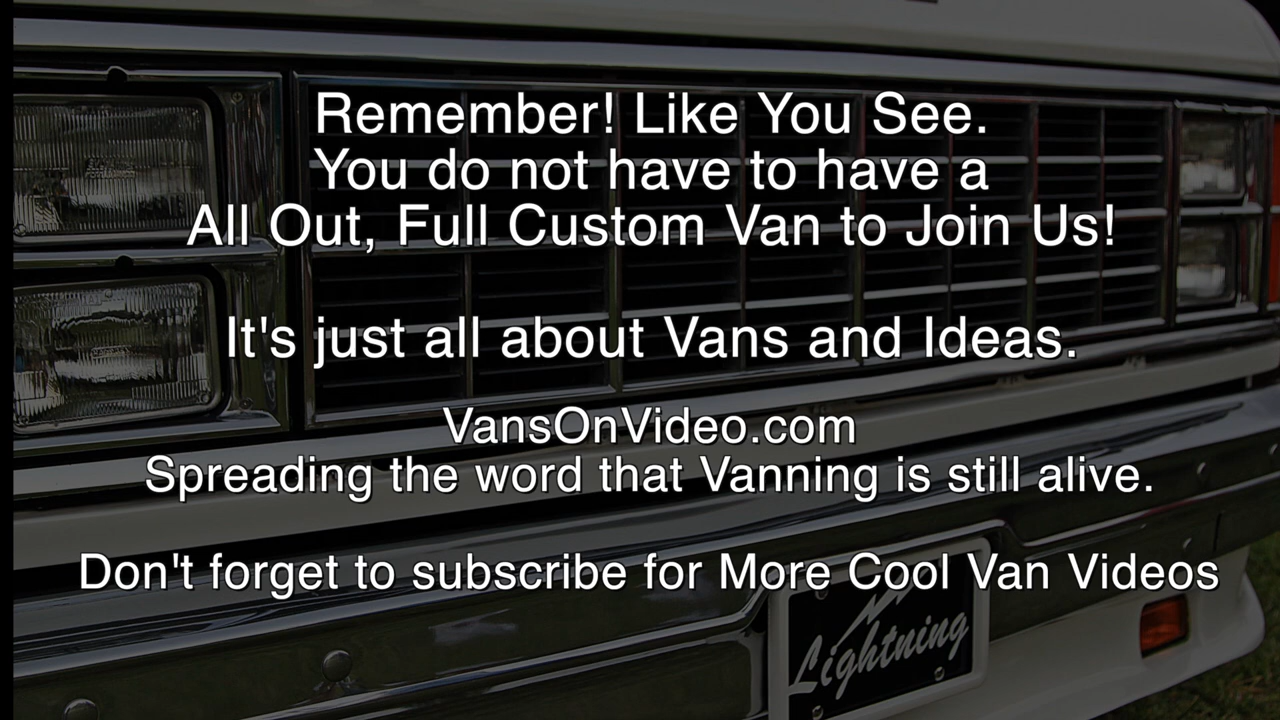 Remember! Like You See.
You do not have to have a
All Out, Full Custom Van to Join Us!
It's just all about Vans and Ideas.
VansOnVideo.com
Spreading the word that Vanning is still alive.
Don't forget to subscribe for More Cool Van Videos
Lightning